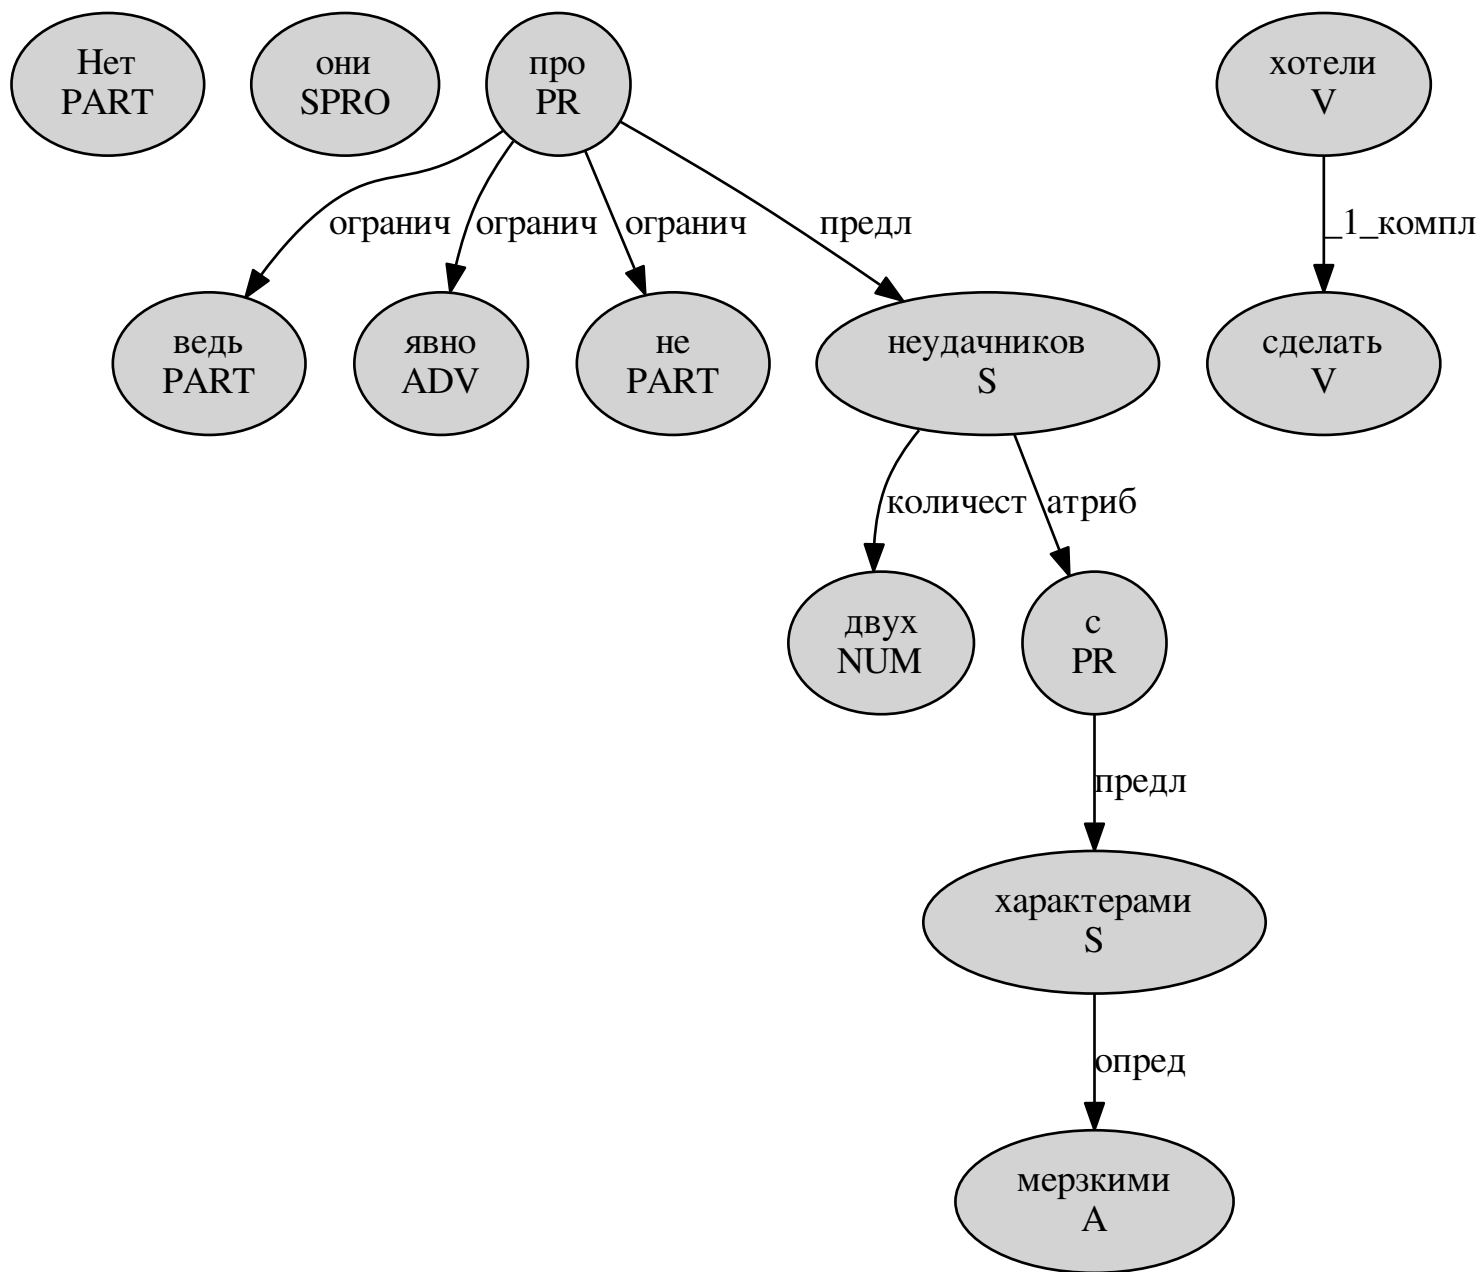 Нет
PART
они
SPRO
про
PR
хотели
V
огранич
огранич
огранич
предл
_1_компл
ведь
PART
явно
ADV
не
PART
неудачников
S
сделать
V
количест
атриб
двух
NUM
с
PR
предл
характерами
S
опред
мерзкими
A